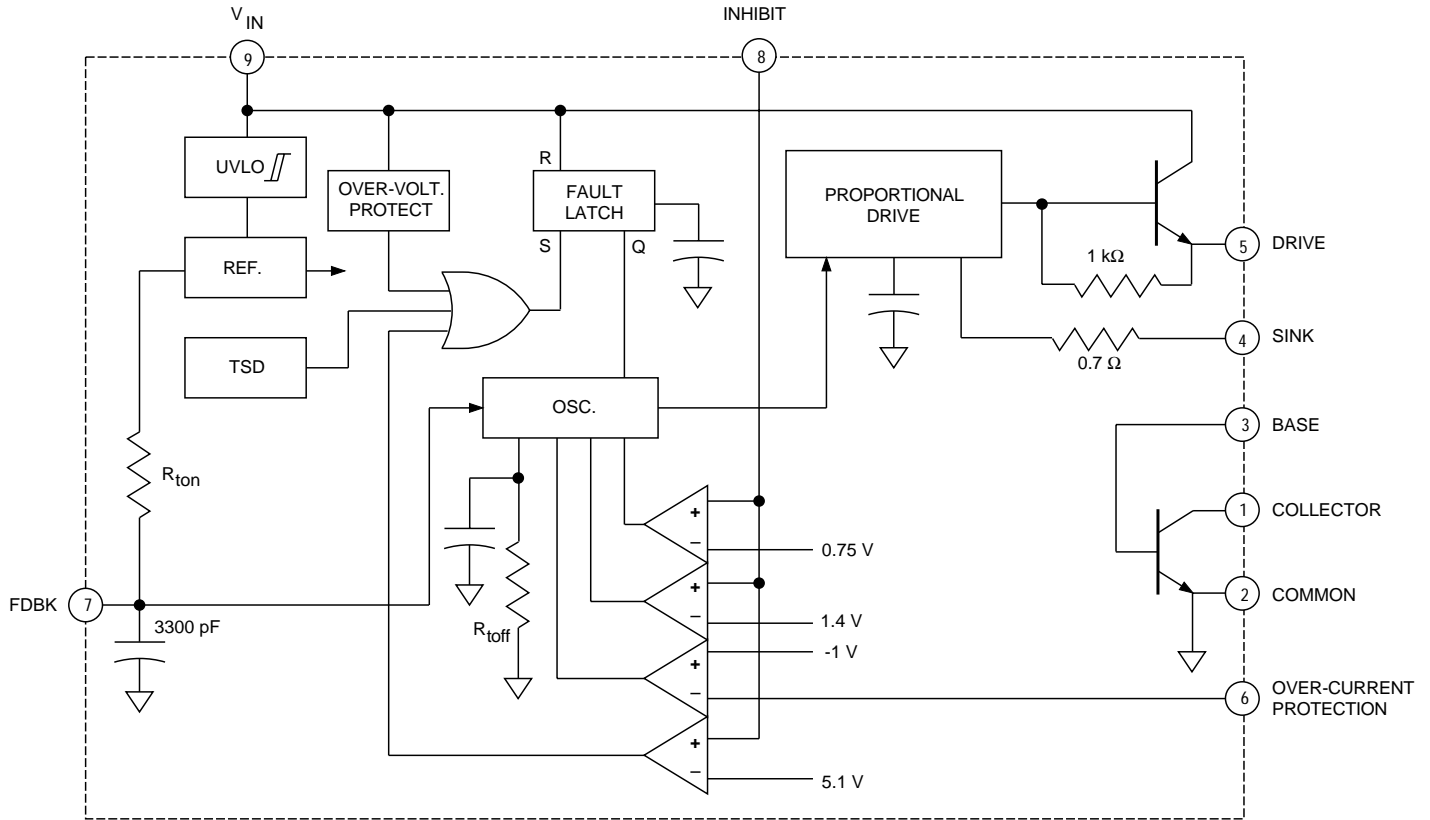 V IN
INHIBIT
9
8
UVLO
R
OVER-VOLT.
PROTECT
FAULT
LATCH
PROPORTIONAL
DRIVE
S
Q
5
DRIVE
REF.
1 kΩ
4
SINK
TSD
0.7 Ω
OSC.
3
BASE
Rton
+
1
COLLECTOR
–
0.75 V
+
FDBK
7
2
COMMON
3300 pF
–
1.4 V
Rtoff
-1 V
+
–
6
OVER-CURRENT
PROTECTION
+
–
5.1 V